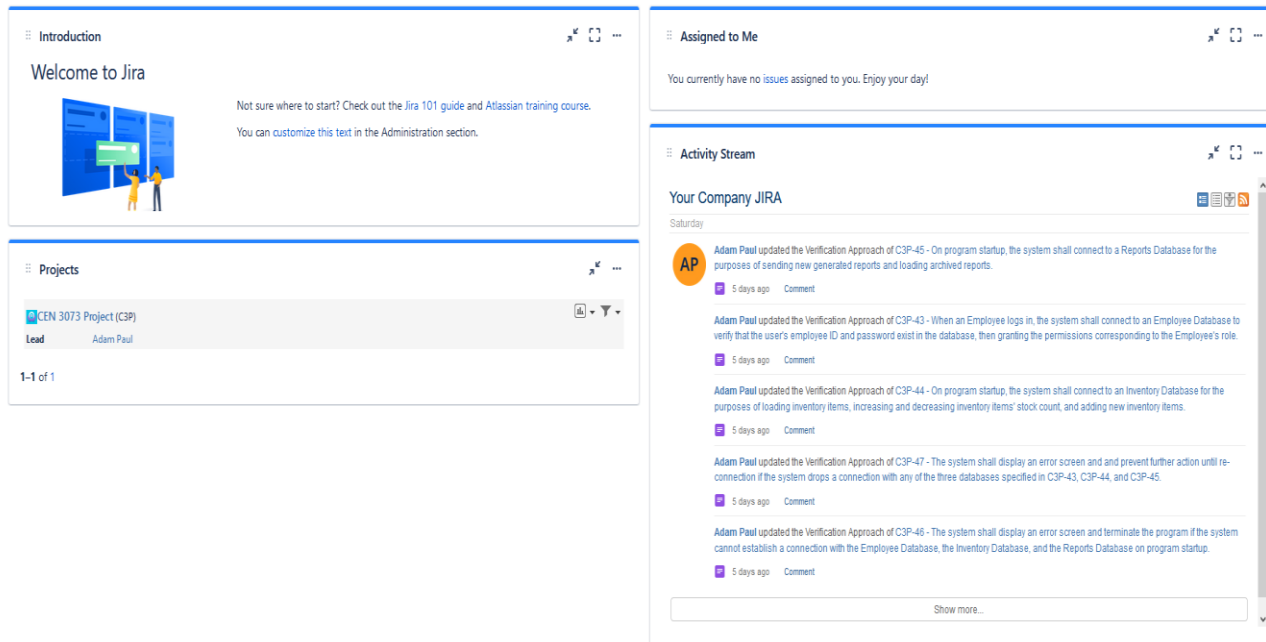 Introduction
Welcome to Jira
Not sure where to start? Check out the Jira 101 guide and Atlassian training course.
You can customize this text in the Administration section.
Projects
CEN 3073 Project (C3P)
Lead Adam Paul
1–1 of 1
Assigned to Me
You currently have no issues assigned to you. Enjoy your day!
Activity Stream
Your Company JIRA
Saturday
AP
Adam Paul updated the Verification Approach of C3P-45 - On program startup, the system shall connect to a Reports Database for the
purposes of sending new generated reports and loading archived reports.
5 days ago Comment
Adam Paul updated the Verification Approach of C3P-43 - When an Employee logs in, the system shall connect to an Employee Database to
verify that the user's employee ID and password exist in the database, then granting the permissions corresponding to the Employee's role.
5 days ago Comment
Adam Paul updated the Verification Approach of C3P-44 - On program startup, the system shall connect to an Inventory Database for the
purposes of loading inventory items, increasing and decreasing inventory items' stock count, and adding new inventory items.
5 days ago Comment
Adam Paul updated the Verification Approach of C3P-47 - The system shall display an error screen and and prevent further action until re-
connection if the system drops a connection with any of the three databases specified in C3P-43, C3P-44, and C3P-45.
5 days ago Comment
Adam Paul updated the Verification Approach of C3P-46 - The system shall display an error screen and terminate the program if the system
cannot establish a connection with the Employee Database, the Inventory Database, and the Reports Database on program startup.
5 days ago Comment
Show more...